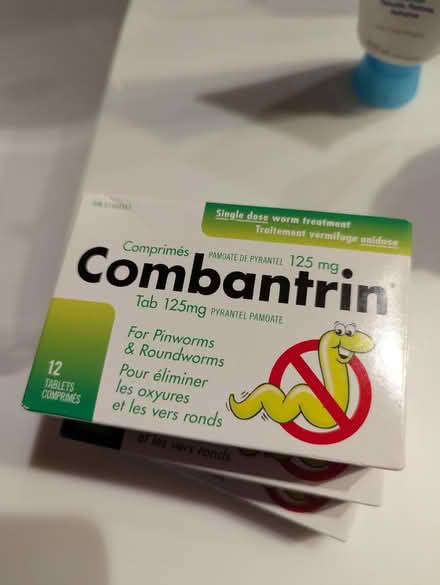 Single dose worm treatment
Traitement vermifuge unidose
Comprimés PAMOATE DE PYRANTEL 125 mg
Combantrin
Tab 125mg PYRANTEL PAMOATE
For Pinworms
& Roundworms
Pour éliminer
les oxyures
et les vers ronds
12
TABLETS
COMPRIMÉS
et les vers ronds